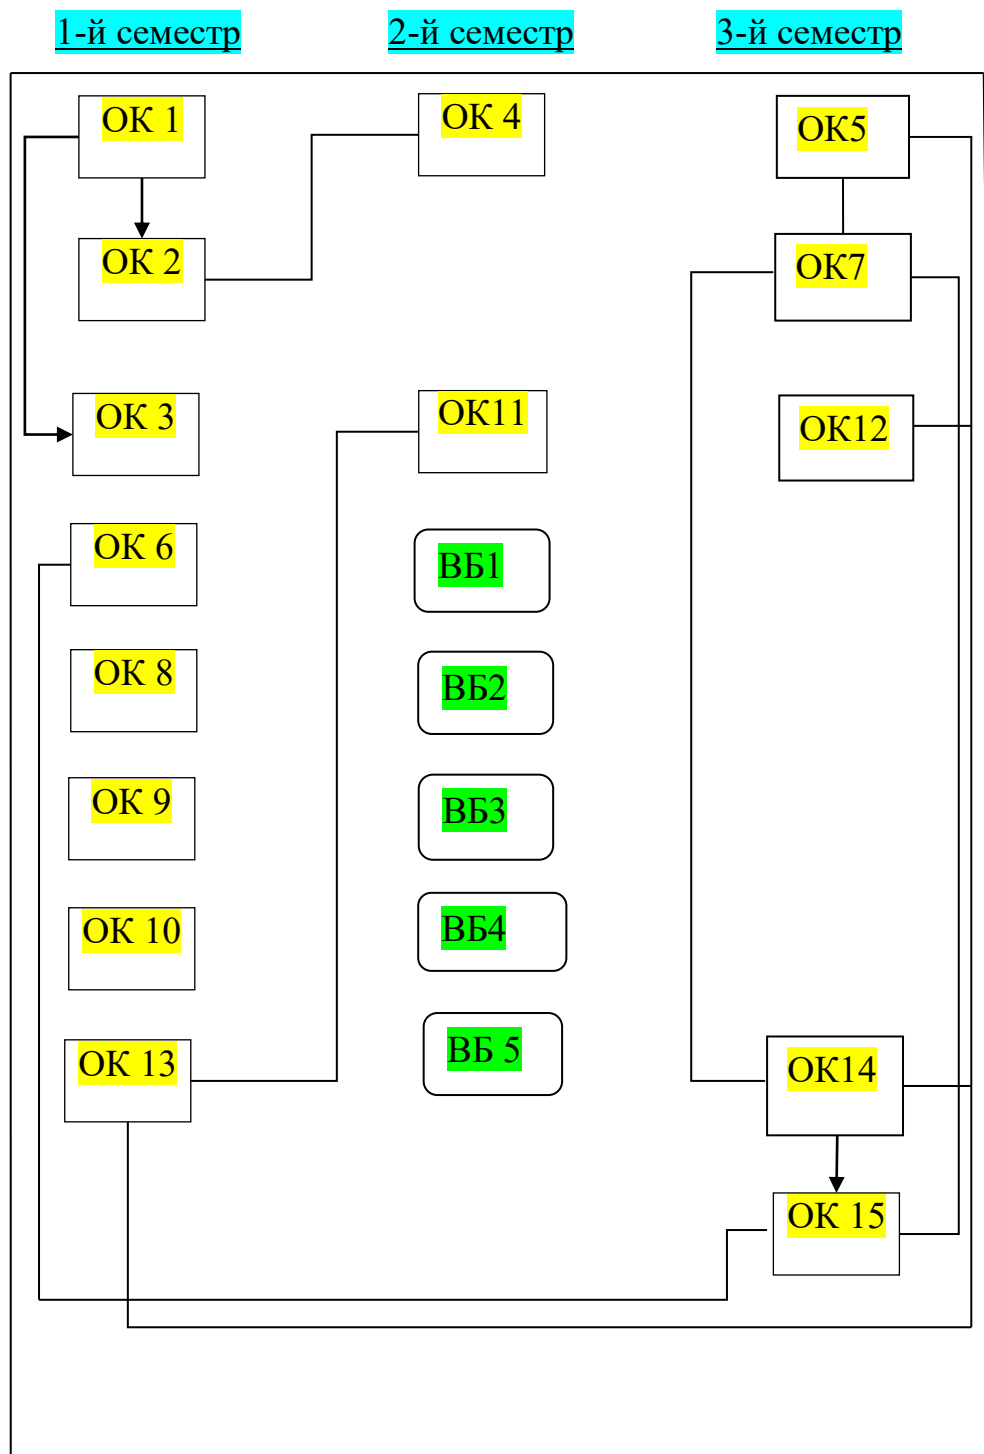 1-й семестр 2-й семестр 3-й семестр
ОК 1
ОК 4
ОК5
ОК 2
ОК7
ОК 3
ОК11
ОК12
ОК 6
ВБ1
ОК 8
ВБ2
ОК 9
ВБ3
ОК 10
ВБ4
ОК 13
ВБ 5
ОК14
ОК 15